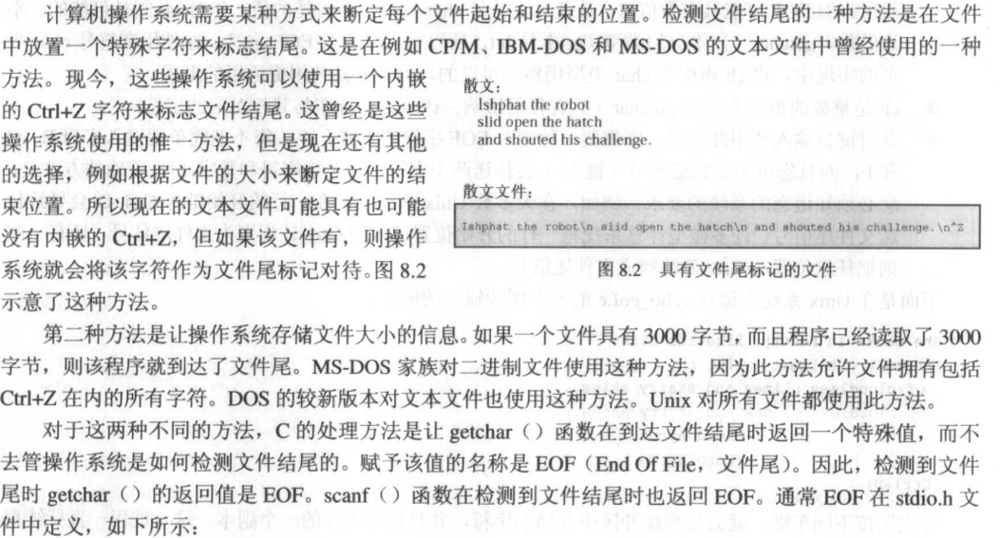 计算机操作系统需要某种方式来断定每个文件起始和结束的位置。检测文件结尾的一种方法是在文件
中放置一个特殊字符来标志结尾。这是在例如 CP/M、IBM-DOS 和 MS-DOS 的文本文件中曾经使用的一种
方法。现今，这些操作系统可以使用一个内嵌
的 Ctrl+Z 字符来标志文件结尾。这曾经是这些
操作系统使用的惟一方法，但是现在还有其他
的选择，例如根据文件的大小来断定文件的结
束位置。所以现在的文本文件可能具有也可能
没有内嵌的 Ctrl+Z，但如果该文件有，则操作
系统就会将该字符作为文件尾标记对待。图 8.2
示意了这种方法。
散文：
Ishphat the robot
slid open the hatch
and shouted his challenge.
散文文件：
Ishphat the robot\n slid open the hatch\n and shouted his challenge.\n^Z
图 8.2 具有文件尾标记的文件
第二种方法是让操作系统存储文件大小的信息。如果一个文件具有 3000 字节，而且程序已经读取了 3000
字节，则该程序就到达了文件尾。MS-DOS 家族对二进制文件使用这种方法，因为此方法允许文件拥有包括
Ctrl+Z 在内的所有字符。DOS 的较新版本对文本文件也使用这种方法。Unix 对所有文件都使用此方法。
对于这两种不同的方法，C 的处理方法是让 getchar（）函数在到达文件结尾时返回一个特殊值，而不
去管操作系统是如何检测文件结尾的。赋予该值的名称是 EOF（End Of File，文件尾）。因此，检测到文件
尾时 getchar（）的返回值是 EOF。scanf（）函数在检测到文件结尾时也返回 EOF。通常 EOF 在 stdio.h 文
件中定义，如下所示：